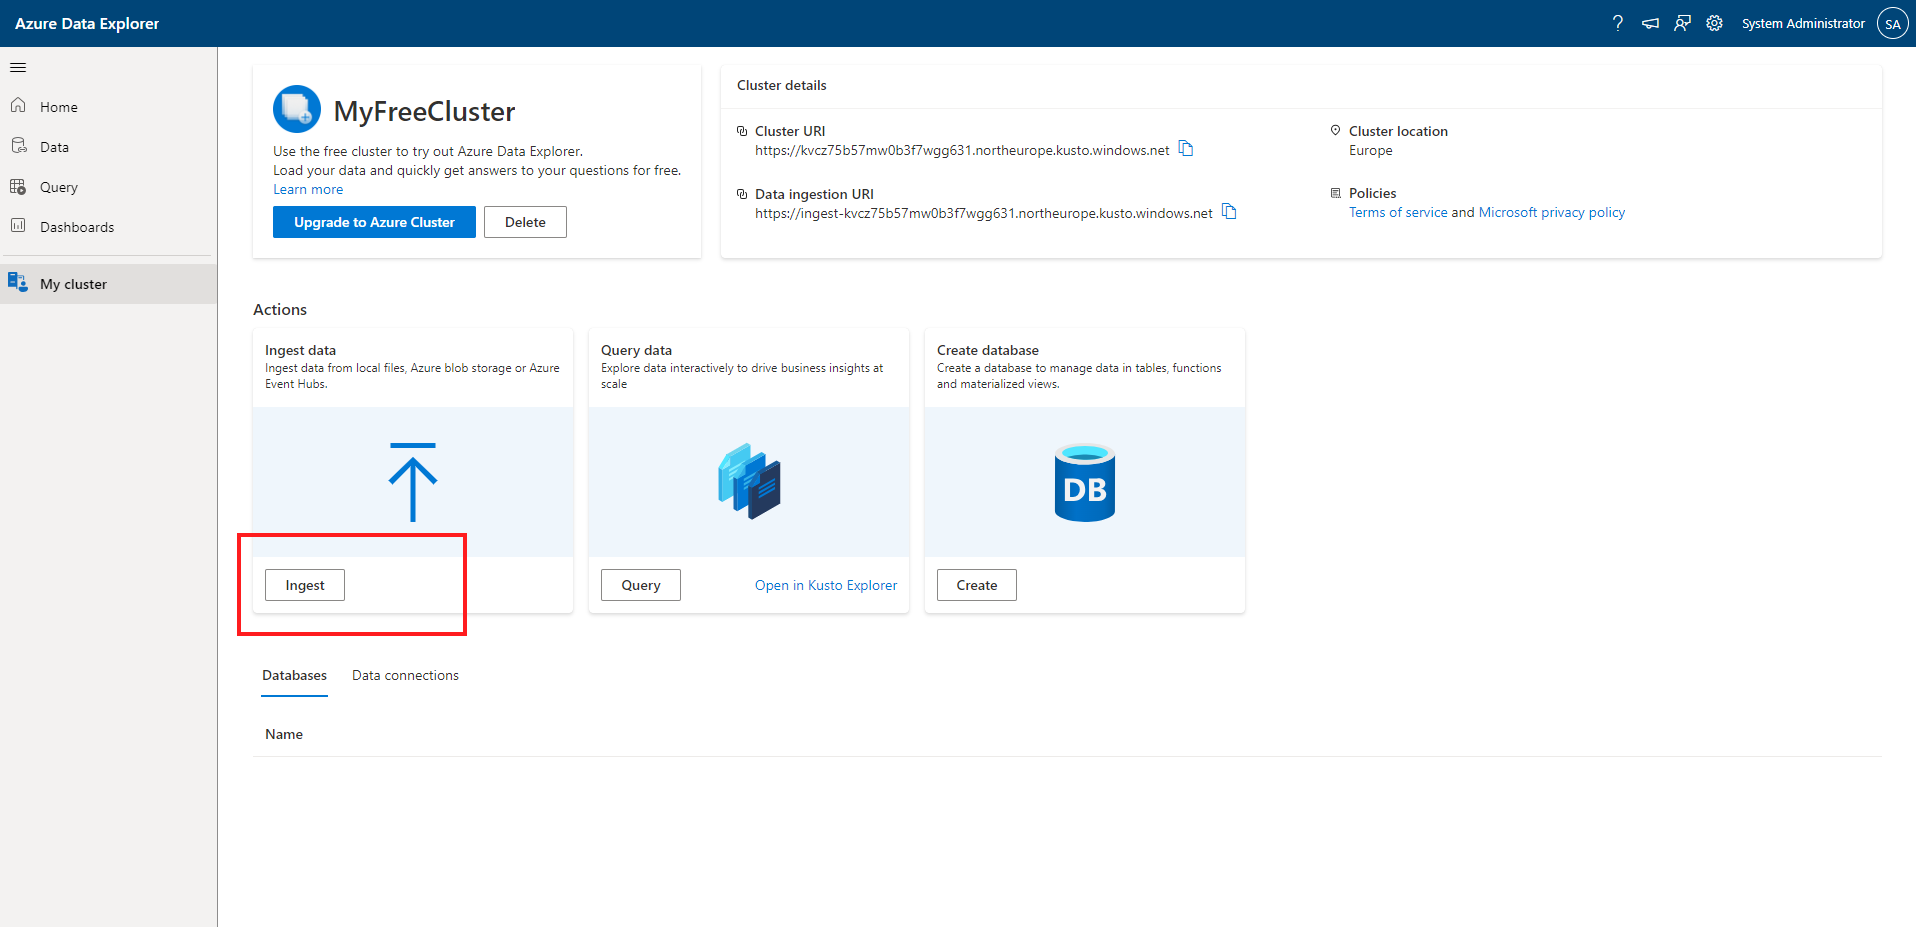 Azure Data Explorer
System Administrator
SA
Home
Data
Query
Dashboards
My cluster
MyFreeCluster
Use the free cluster to try out Azure Data Explorer.
Load your data and quickly get answers to your questions for free.
Learn more
Upgrade to Azure Cluster
Delete
Cluster details
Cluster URI
https://kvcz75b57mw0b3f7wgg631.northeurope.kusto.windows.net
Data ingestion URI
https://ingest-kvcz75b57mw0b3f7wgg631.northeurope.kusto.windows.net
Cluster location
Europe
Policies
Terms of service and Microsoft privacy policy
Actions
Ingest data
Ingest data from local files, Azure blob storage or Azure
Event Hubs.
Ingest
Query data
Explore data interactively to drive business insights at
scale
Query
Open in Kusto Explorer
Create database
Create a database to manage data in tables, functions
and materialized views.
DB
Create
Databases
Data connections
Name